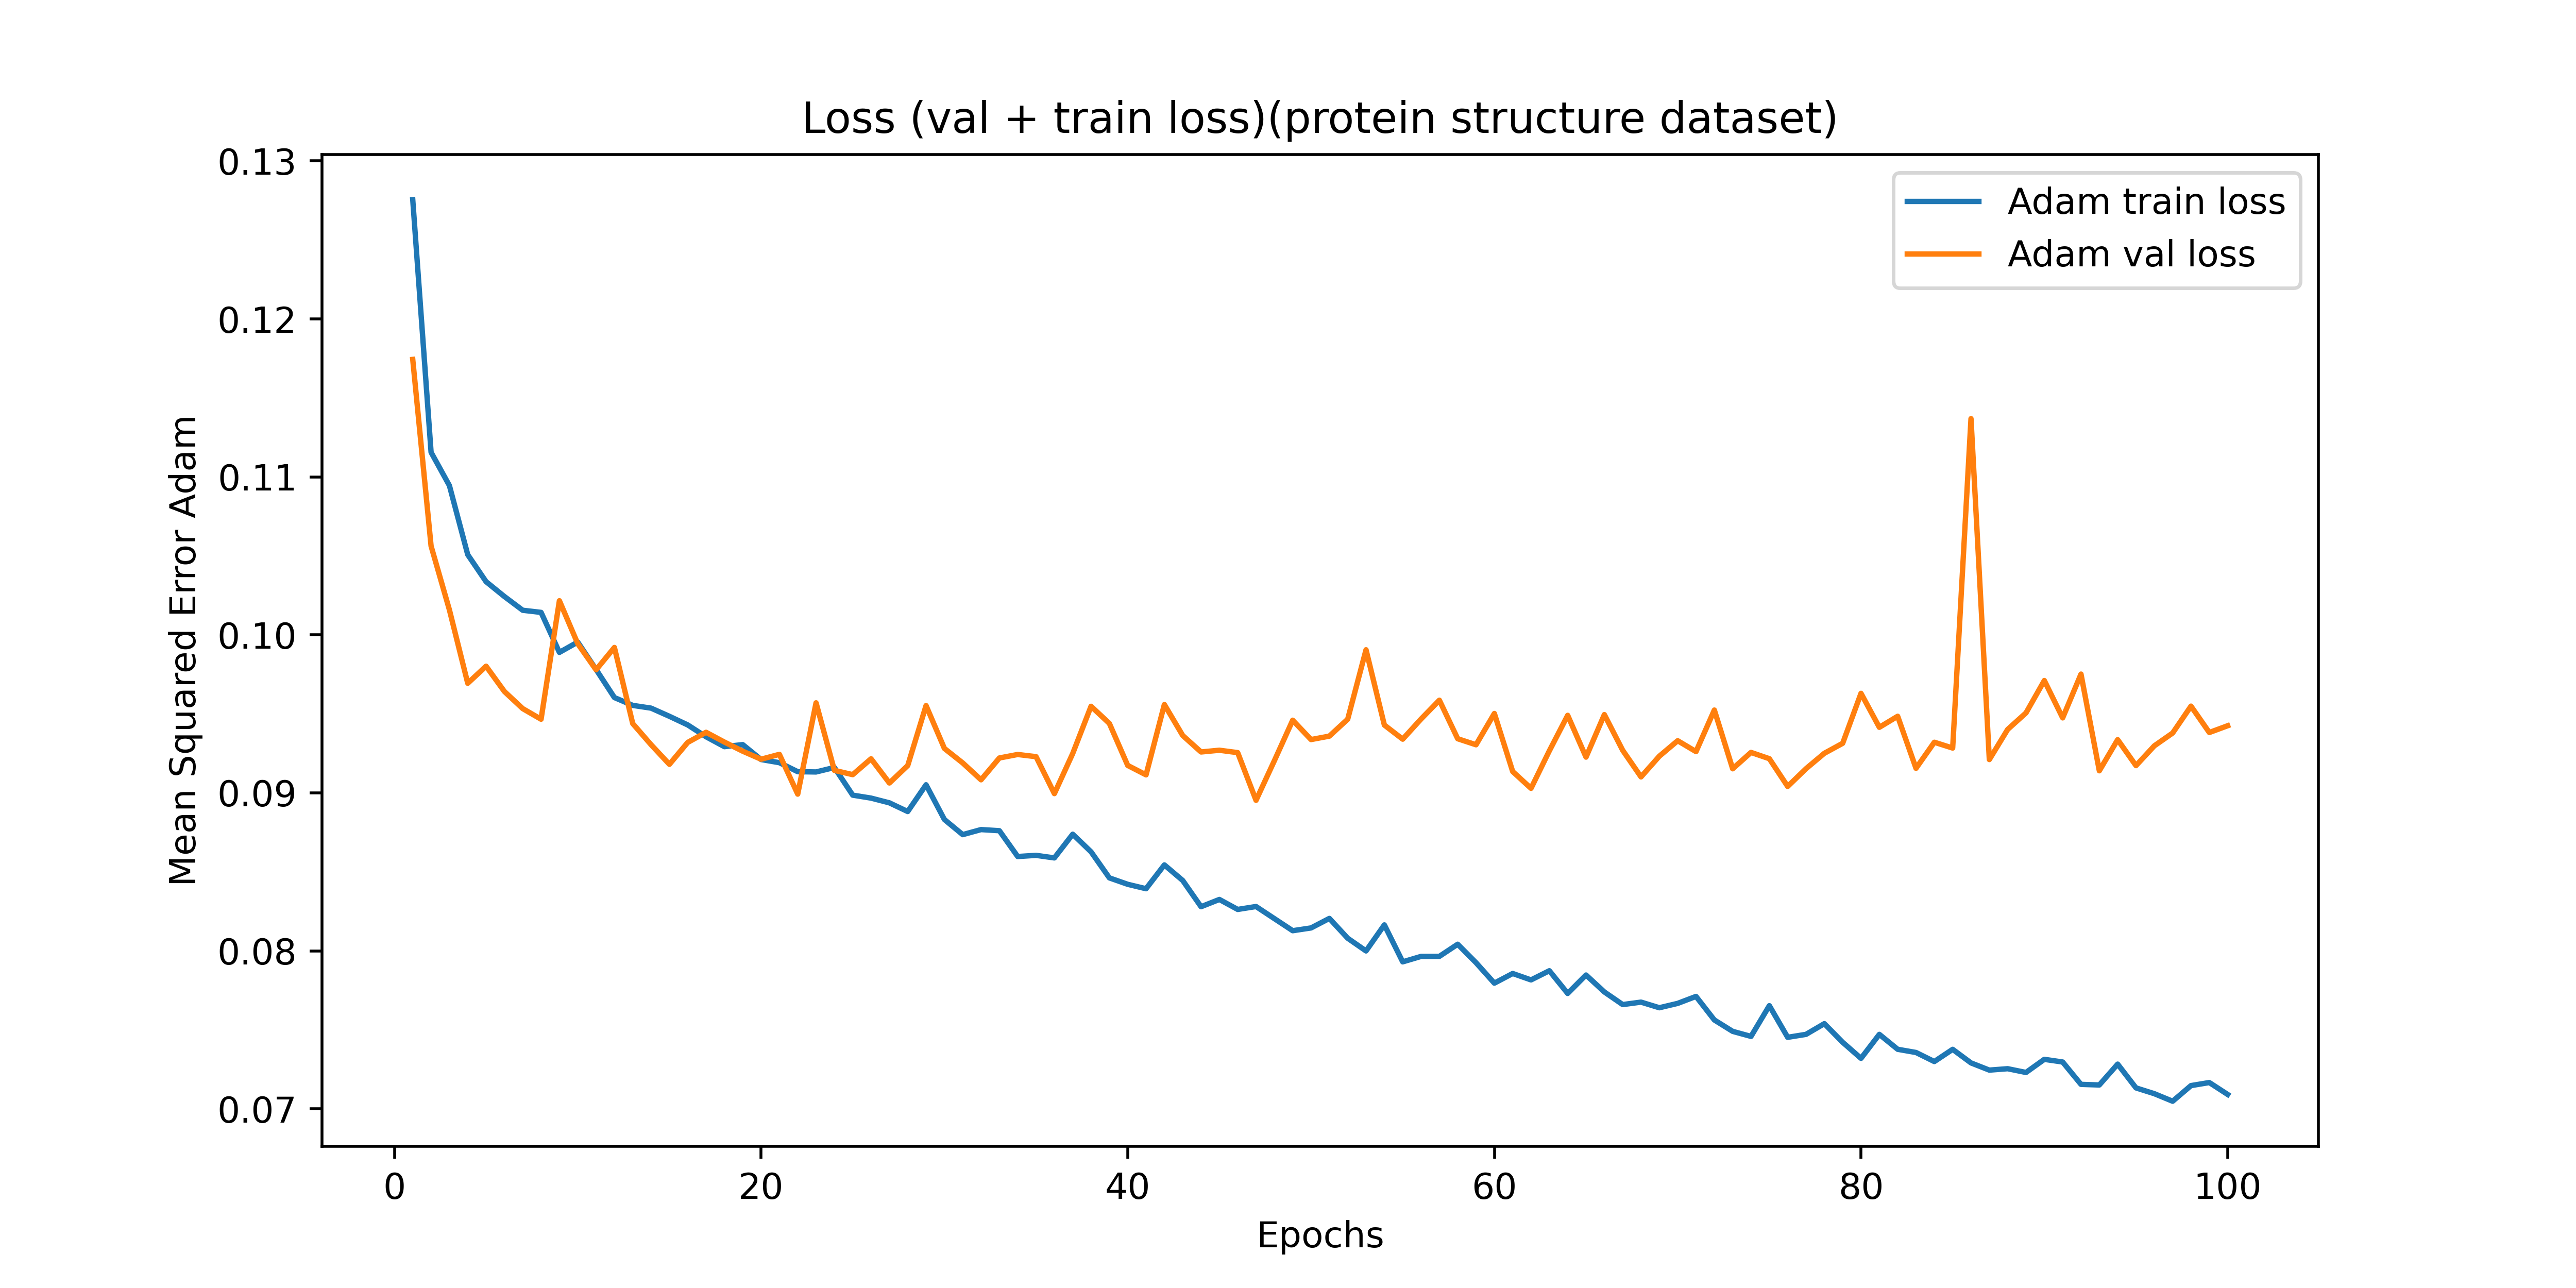 Loss (val + train loss)(protein structure dataset)
Adam train loss
Adam val loss
Mean Squared Error Adam
0.13
0.12
0.11
0.10
0.09
0.08
0.07
0 20 40 60 80 100
Epochs